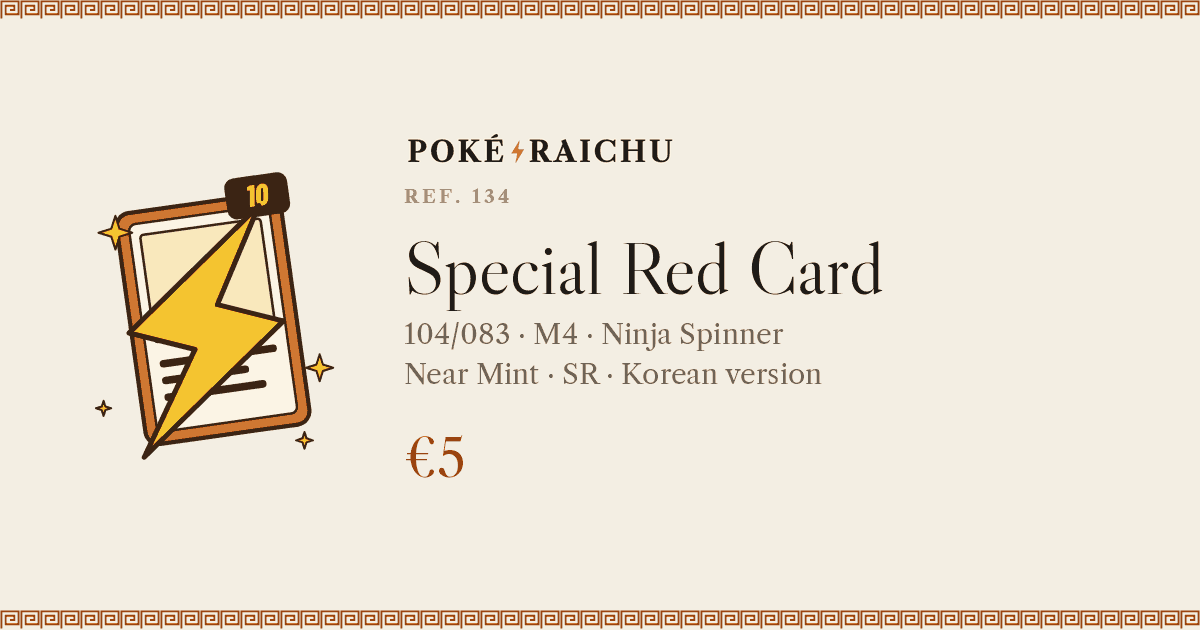 10
POKÉ RAICHU
REF. 134
Special Red Card
104/083 · M4 · Ninja Spinner
Near Mint · SR · Korean version
€5